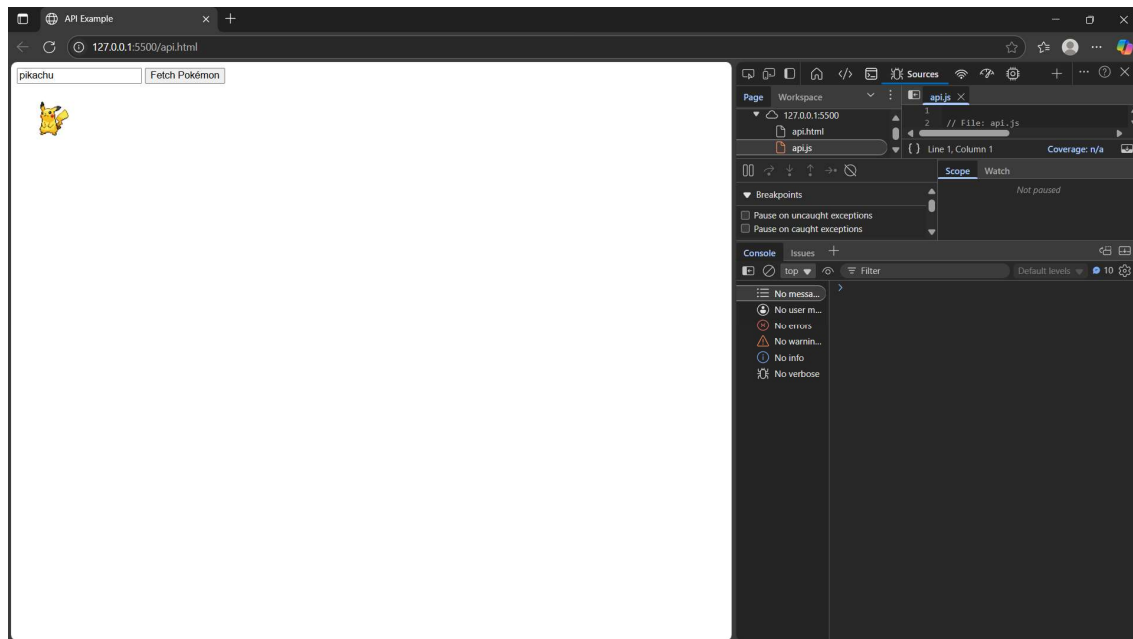 API Example
127.0.0.1:5500/api.html
pikachu Fetch Pokémon
Sources
Page Workspace api.js
127.0.0.1:5500 1
api.html 2 // File: api.js
api.js { } Line 1, Column 1 Coverage: n/a
Scope Watch
Breakpoints Not paused
Pause on uncaught exceptions
Pause on caught exceptions
Console Issues
top Filter Default levels 10
No messa...
No user m...
No errors
No warnin...
No info
No verbose